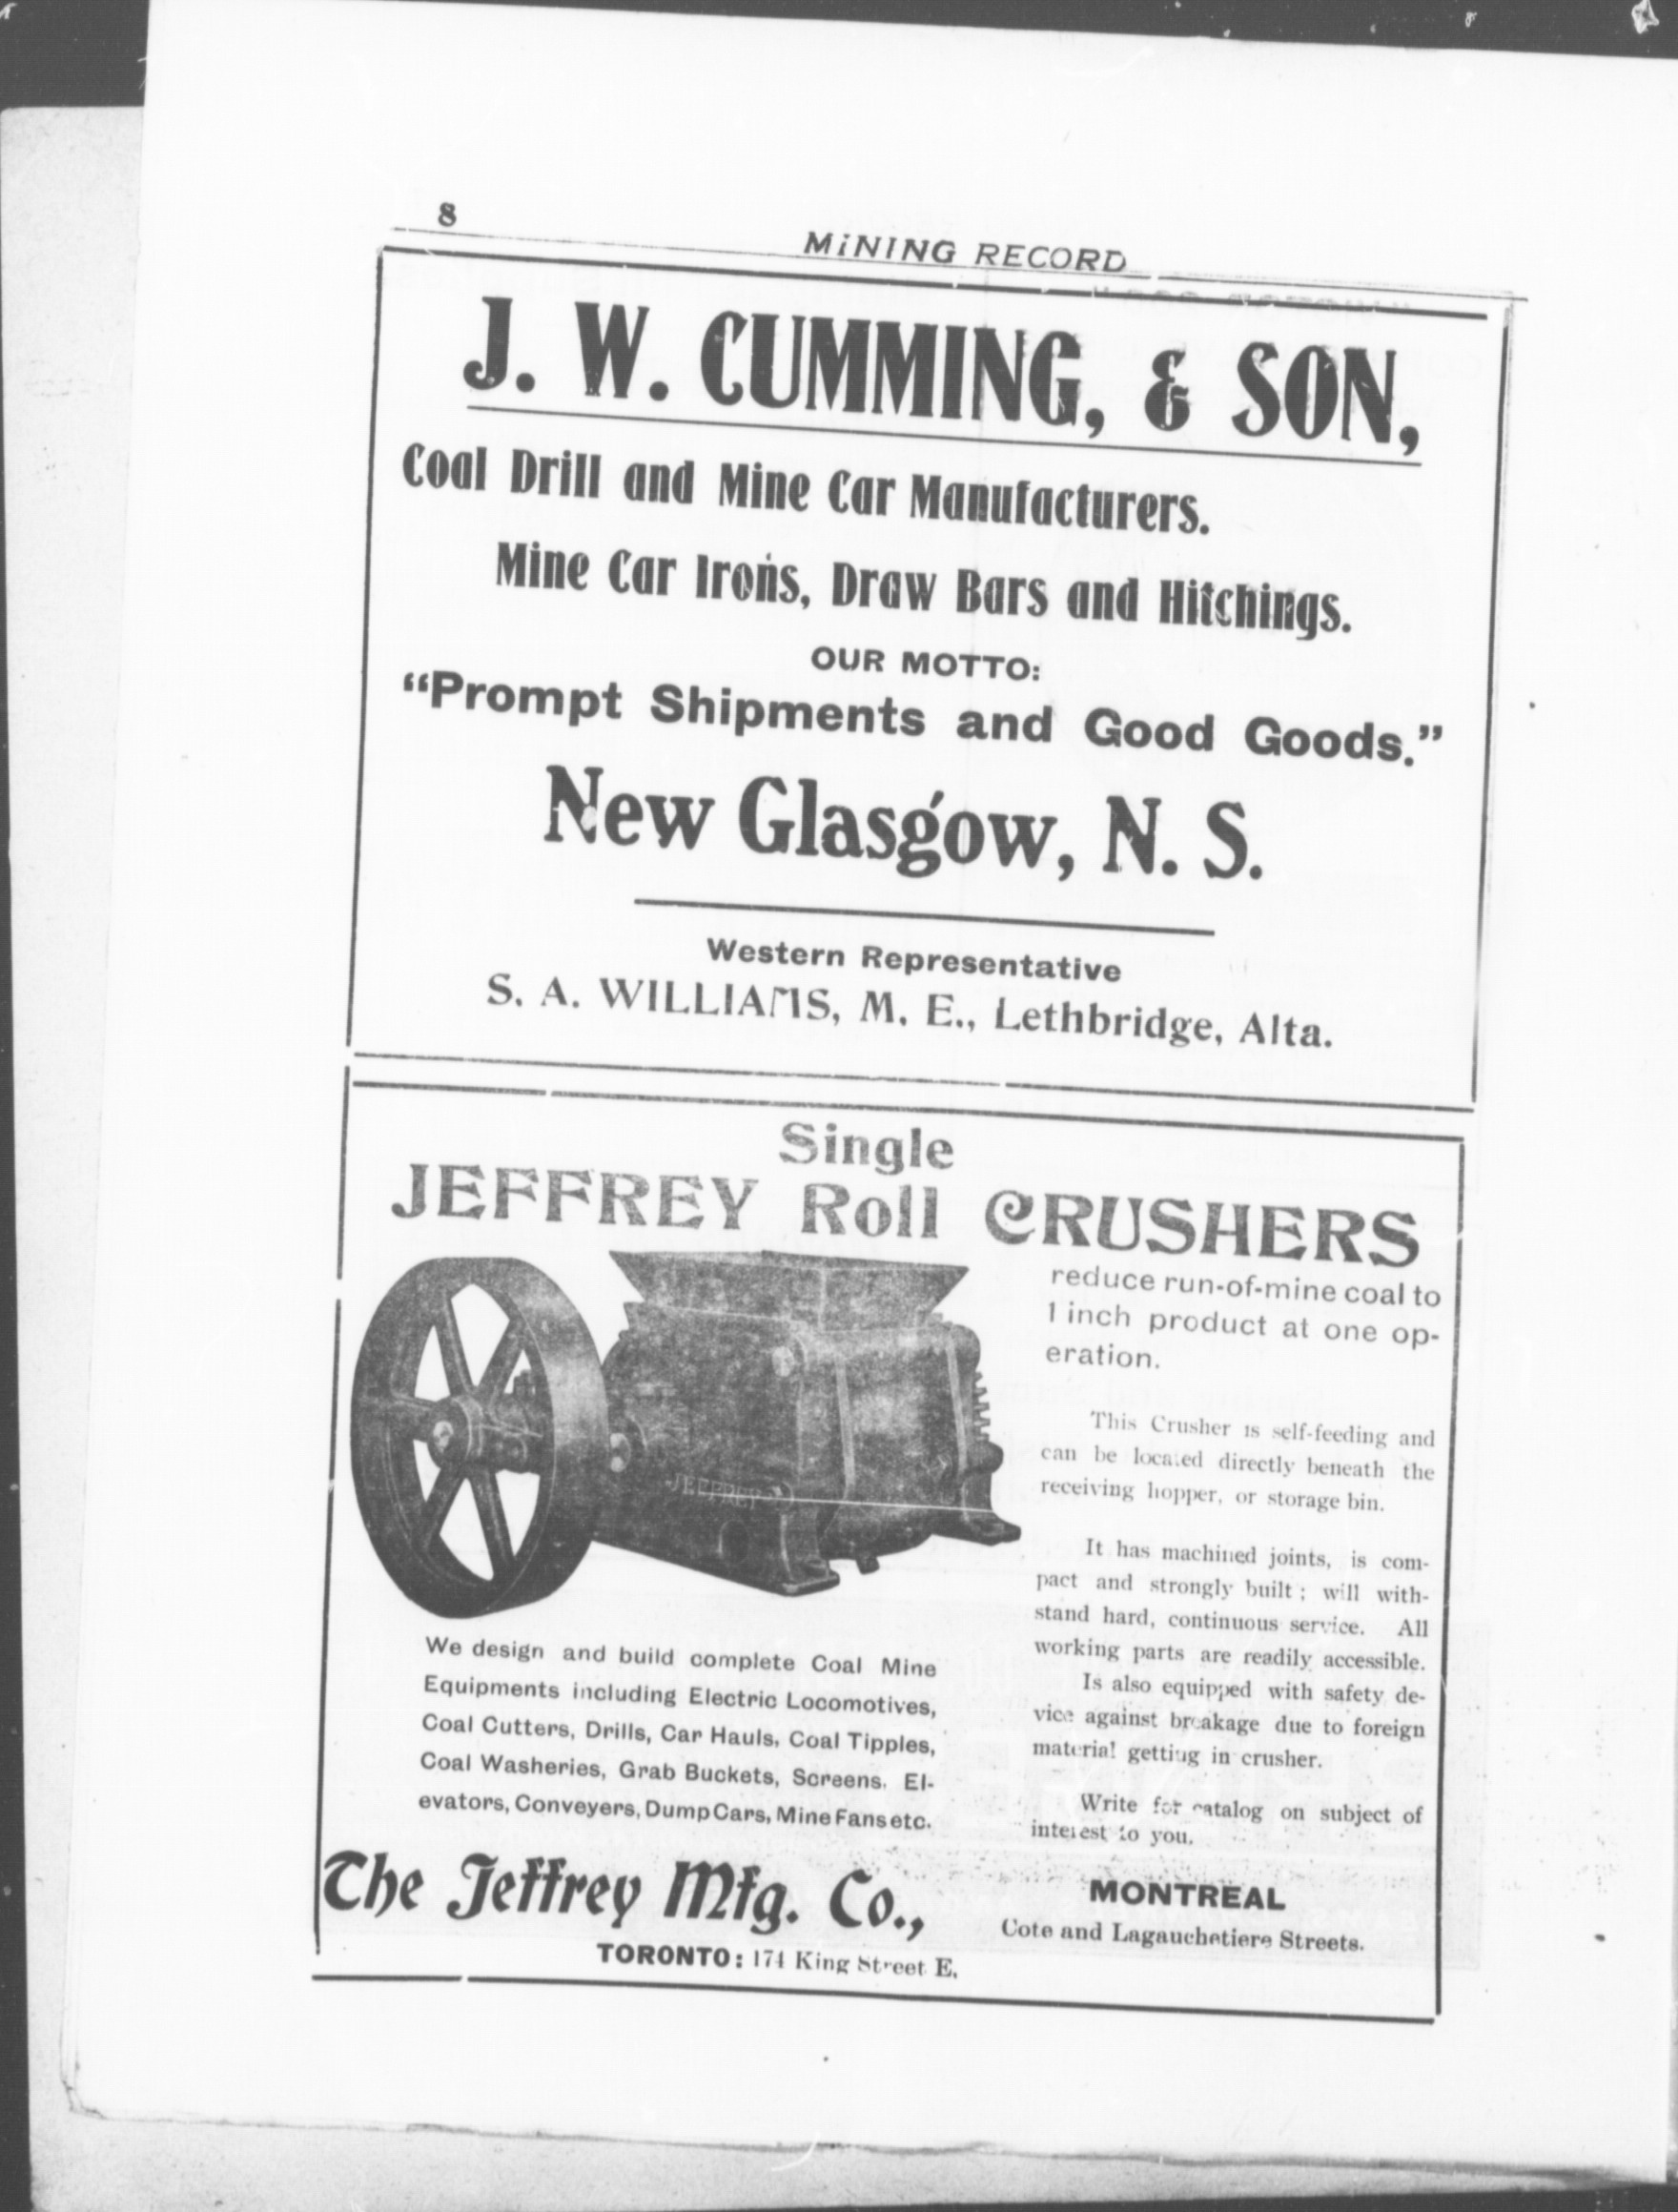 8
MINING RECORD
J. W. CUMMING, & SON,
Coal Drill and Mine Car Manufacturers.
Mine Car Irons, Draw Bars and Hitchings.
OUR MOTTO:
“Prompt Shipments and Good Goods.”
New Glasgow, N. S.
Western Representative
S. A. WILLIAMS, M. E., Lethbridge, Alta.
Single
JEFFREY Roll CRUSHERS
reduce run-of-mine coal to
1 inch product at one op-
eration.
JEFFREY
This Crusher is self-feeding and
can be located directly beneath the
receiving hopper, or storage bin.
It has machined joints, is com-
pact and strongly built; will with-
stand hard, continuous service. All
working parts are readily accessible.
Is also equipped with safety de-
vice against breakage due to foreign
material getting in crusher.
Write for catalog on subject of
interest to you.
We design and build complete Coal Mine
Equipments including Electric Locomotives,
Coal Cutters, Drills, Car Hauls, Coal Tipples,
Coal Washeries, Grab Buckets, Screens, El-
evators, Conveyers, Dump Cars, Mine Fans etc.
The Jeffrey Mfg. Co.,
MONTREAL
Cote and Lagauchetiere Streets.
TORONTO: 174 King Street E.